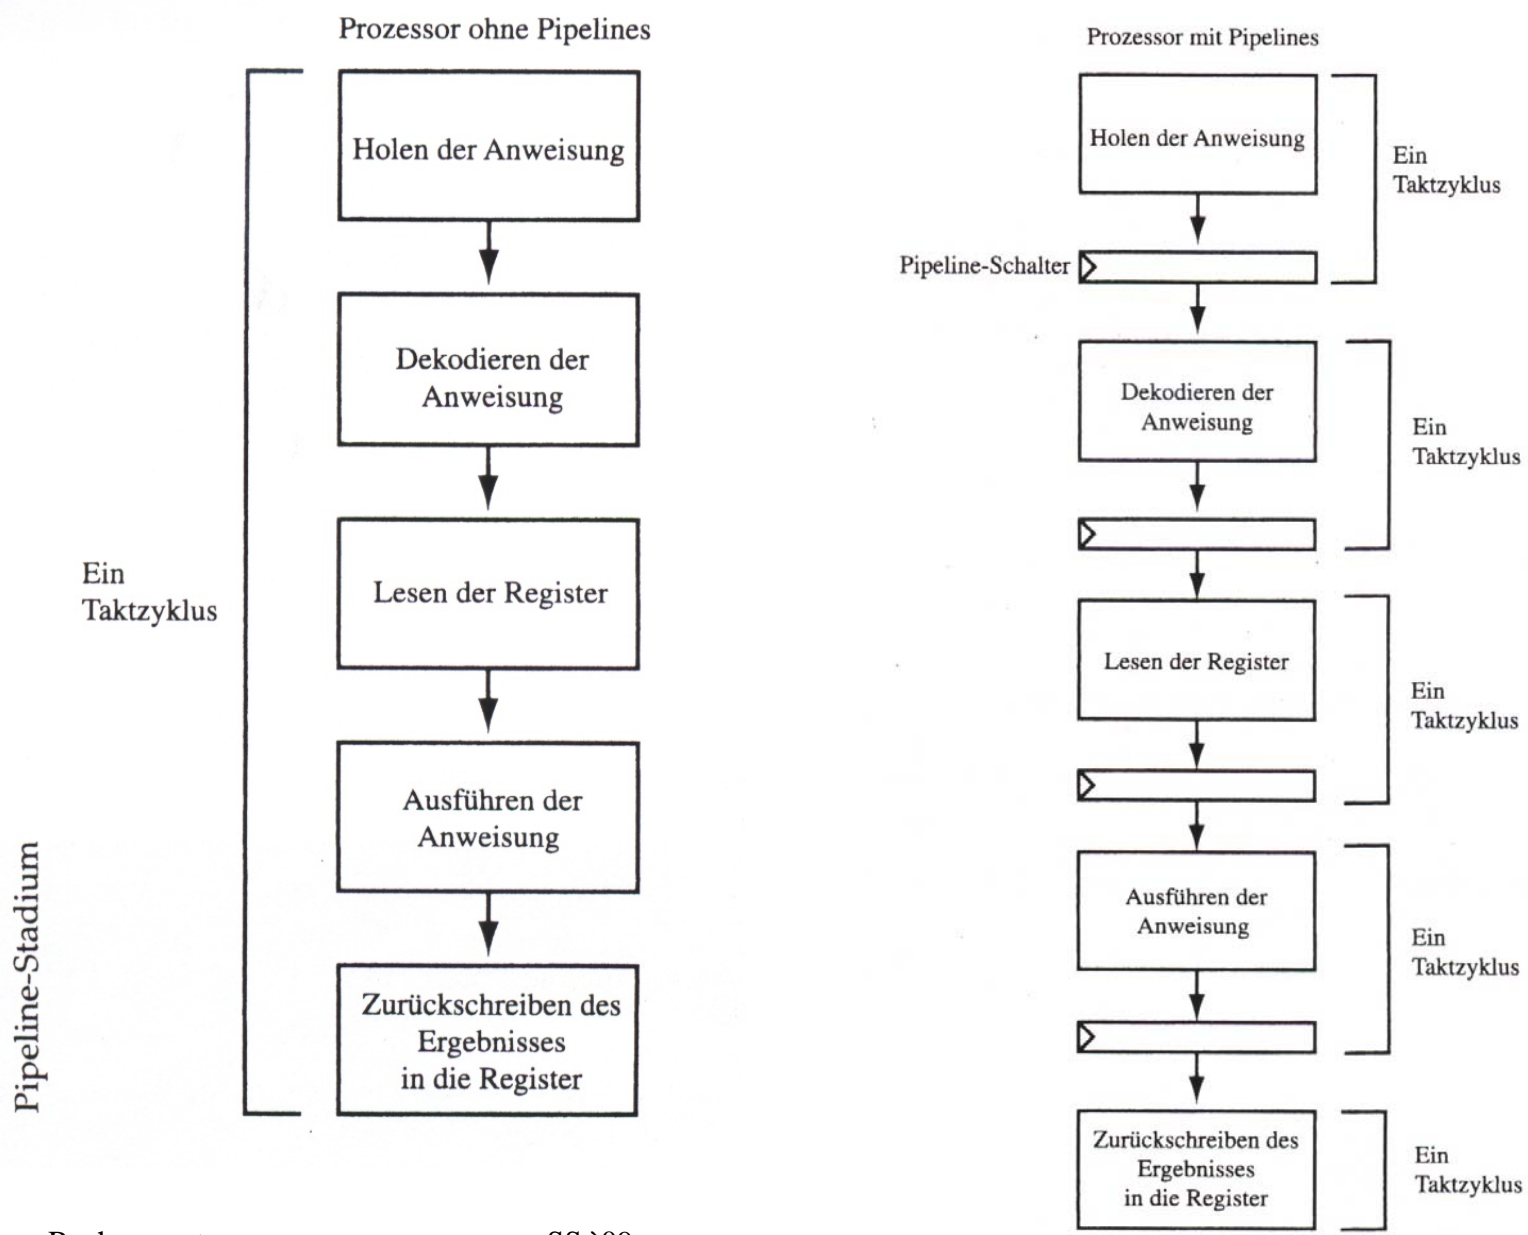 Prozessor ohne Pipelines
Holen der Anweisung
Dekodieren der
Anweisung
Lesen der Register
Ausführen der
Anweisung
Zurückschreiben des
Ergebnisses
in die Register
Ein
Taktzyklus
Pipeline-Stadium
Prozessor mit Pipelines
Holen der Anweisung
Ein
Taktzyklus
Pipeline-Schalter
Dekodieren der
Anweisung
Ein
Taktzyklus
Lesen der Register
Ein
Taktzyklus
Ausführen der
Anweisung
Ein
Taktzyklus
Zurückschreiben des
Ergebnisses
in die Register
Ein
Taktzyklus